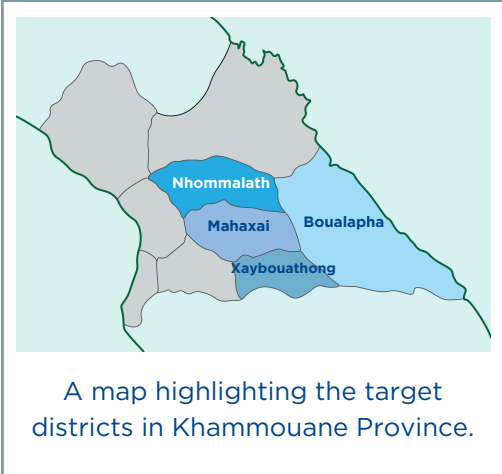 Nhommalath
Mahaxai
Boualapha
Xaybouathong
A map highlighting the target
districts in Khammouane Province.